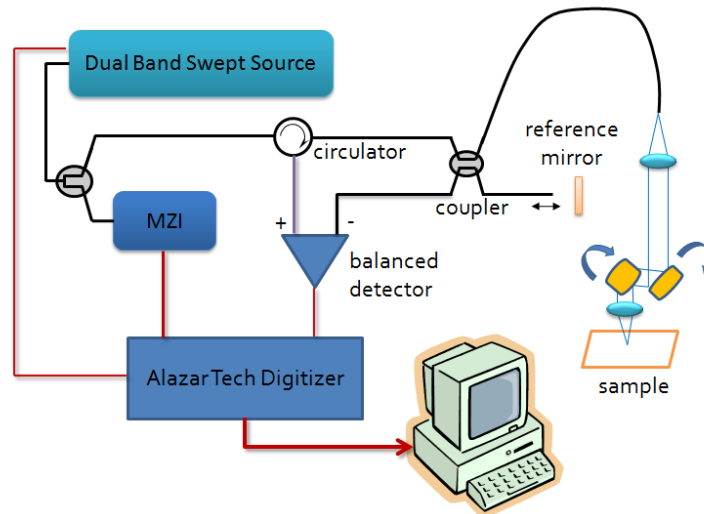 Dual Band Swept Source
circulator
reference
mirror
coupler
MZI
+
-
balanced
detector
AlazarTech Digitizer
sample